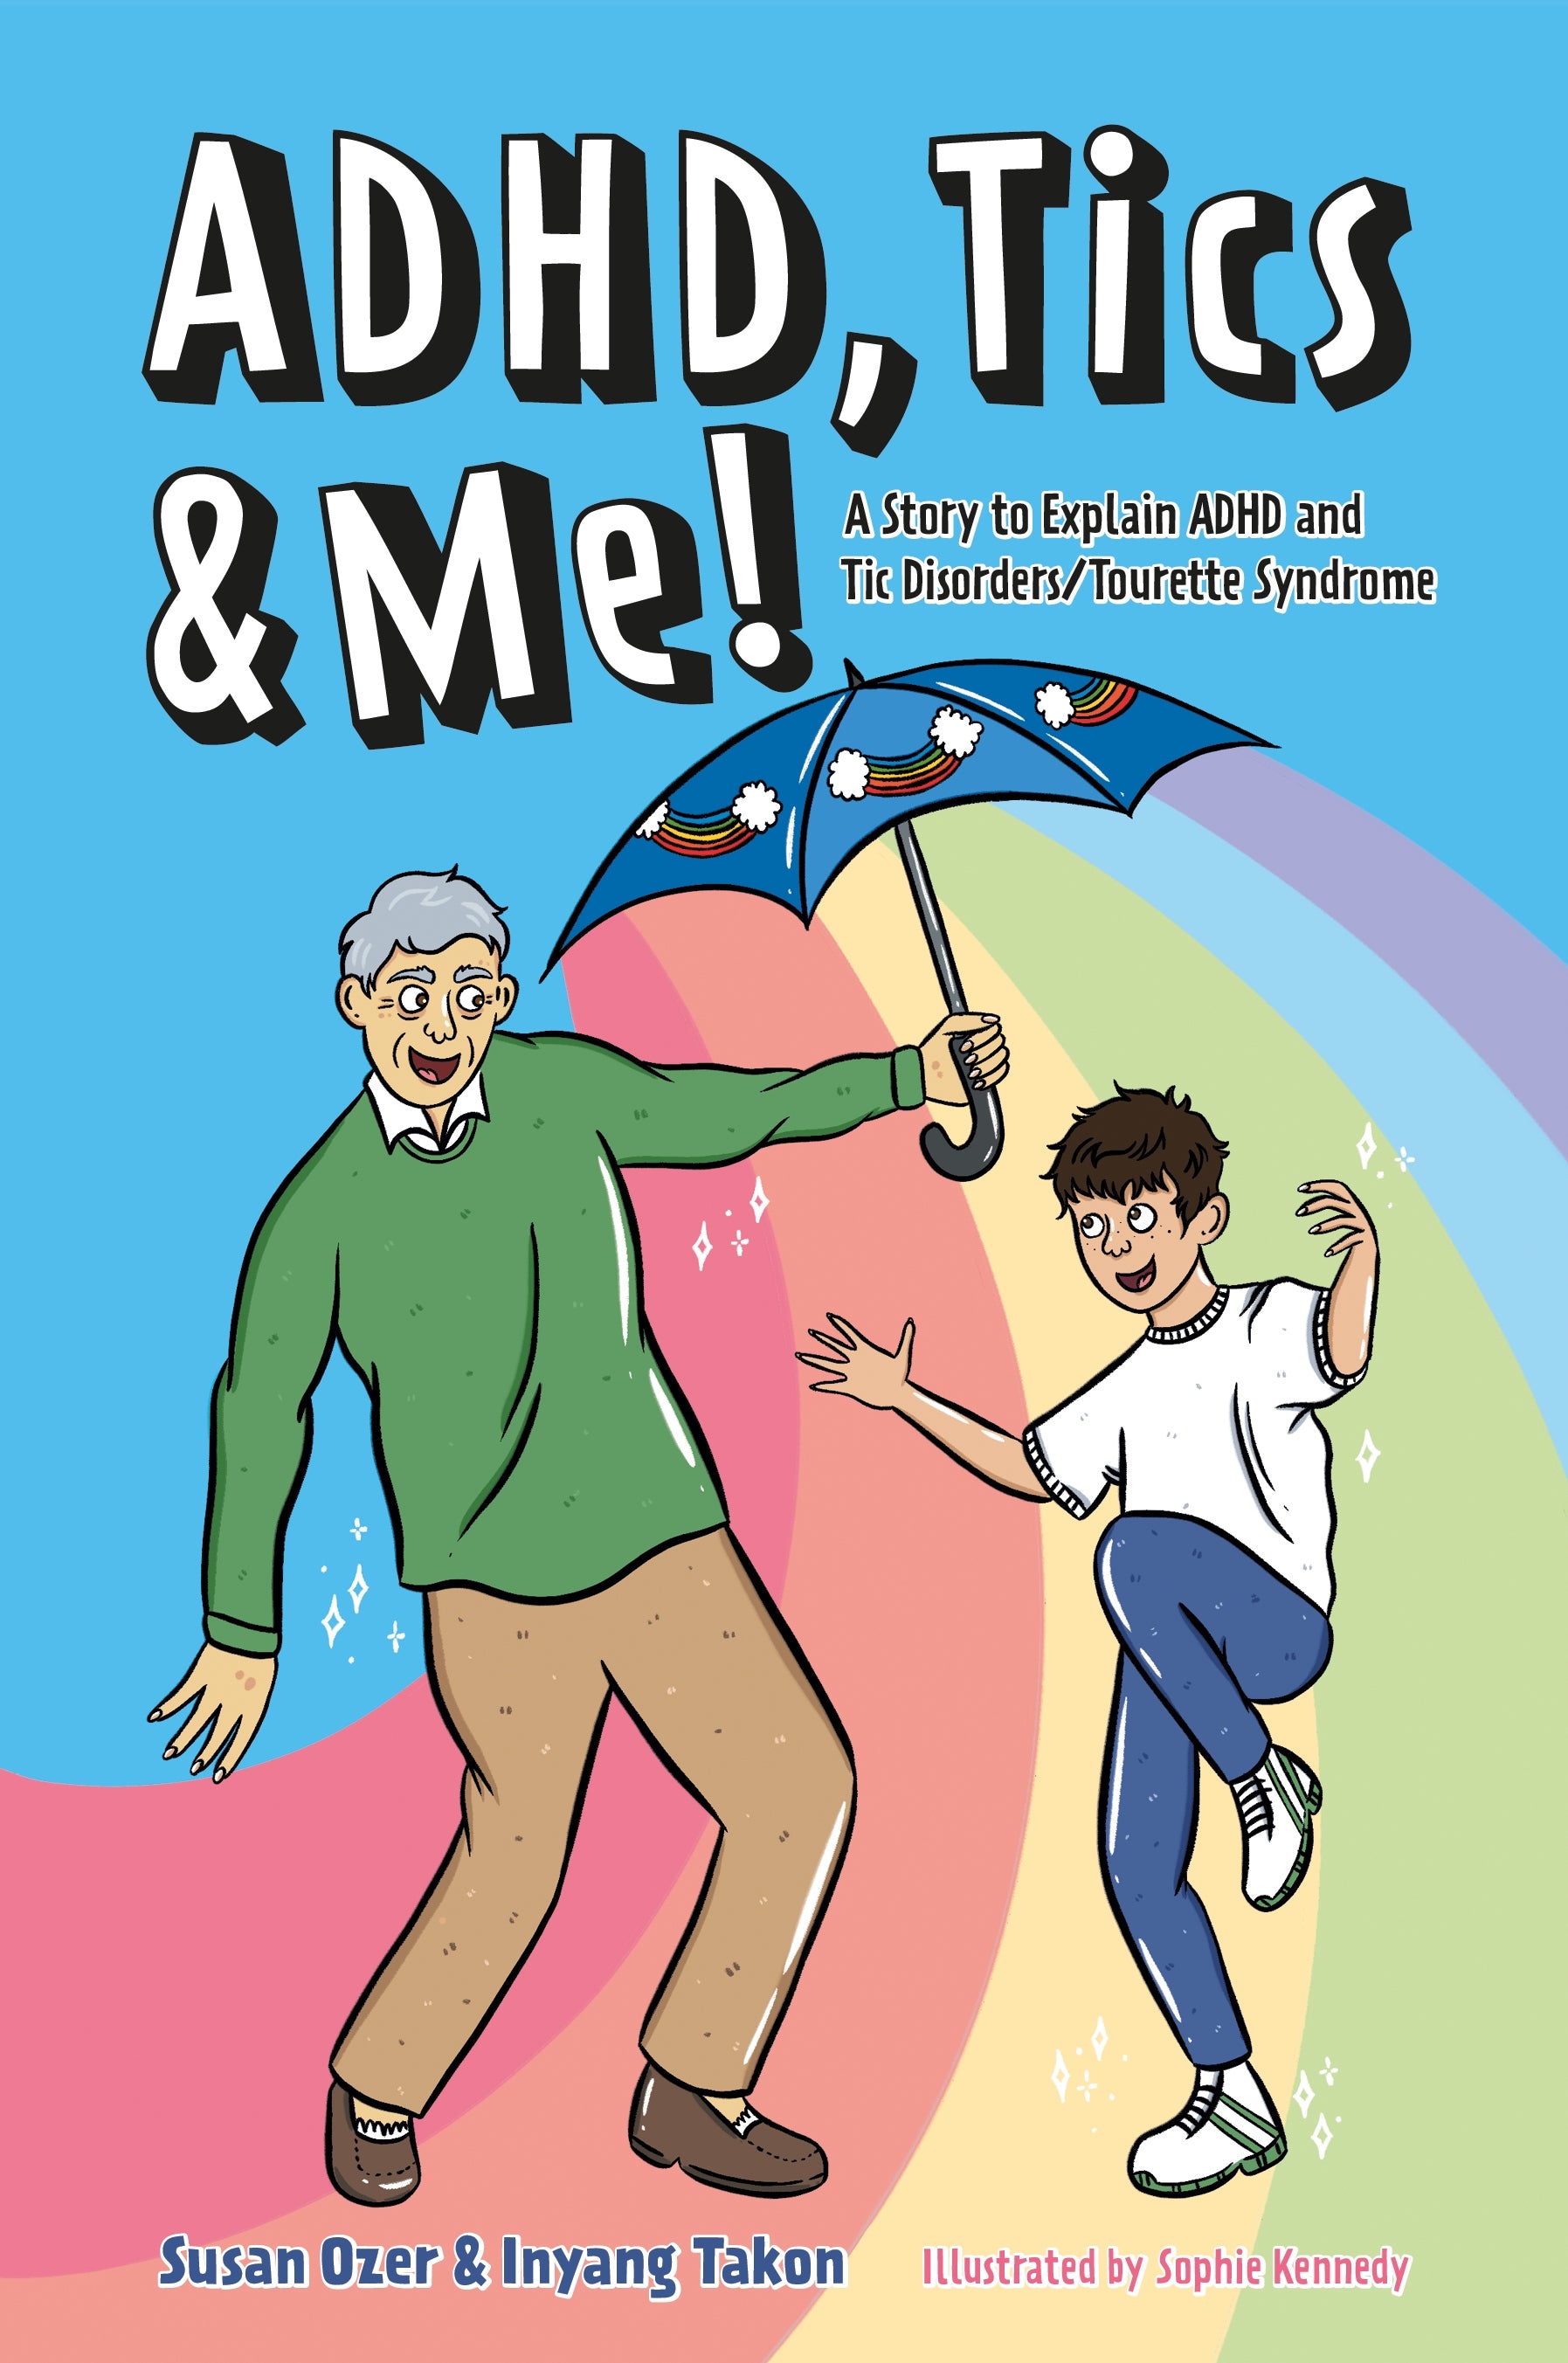 ADHD, Tics
& Me!
A Story to Explain ADHD and
Tic Disorders/Tourette Syndrome
Susan Ozer & Inyang Takon
Illustrated by Sophie Kennedy